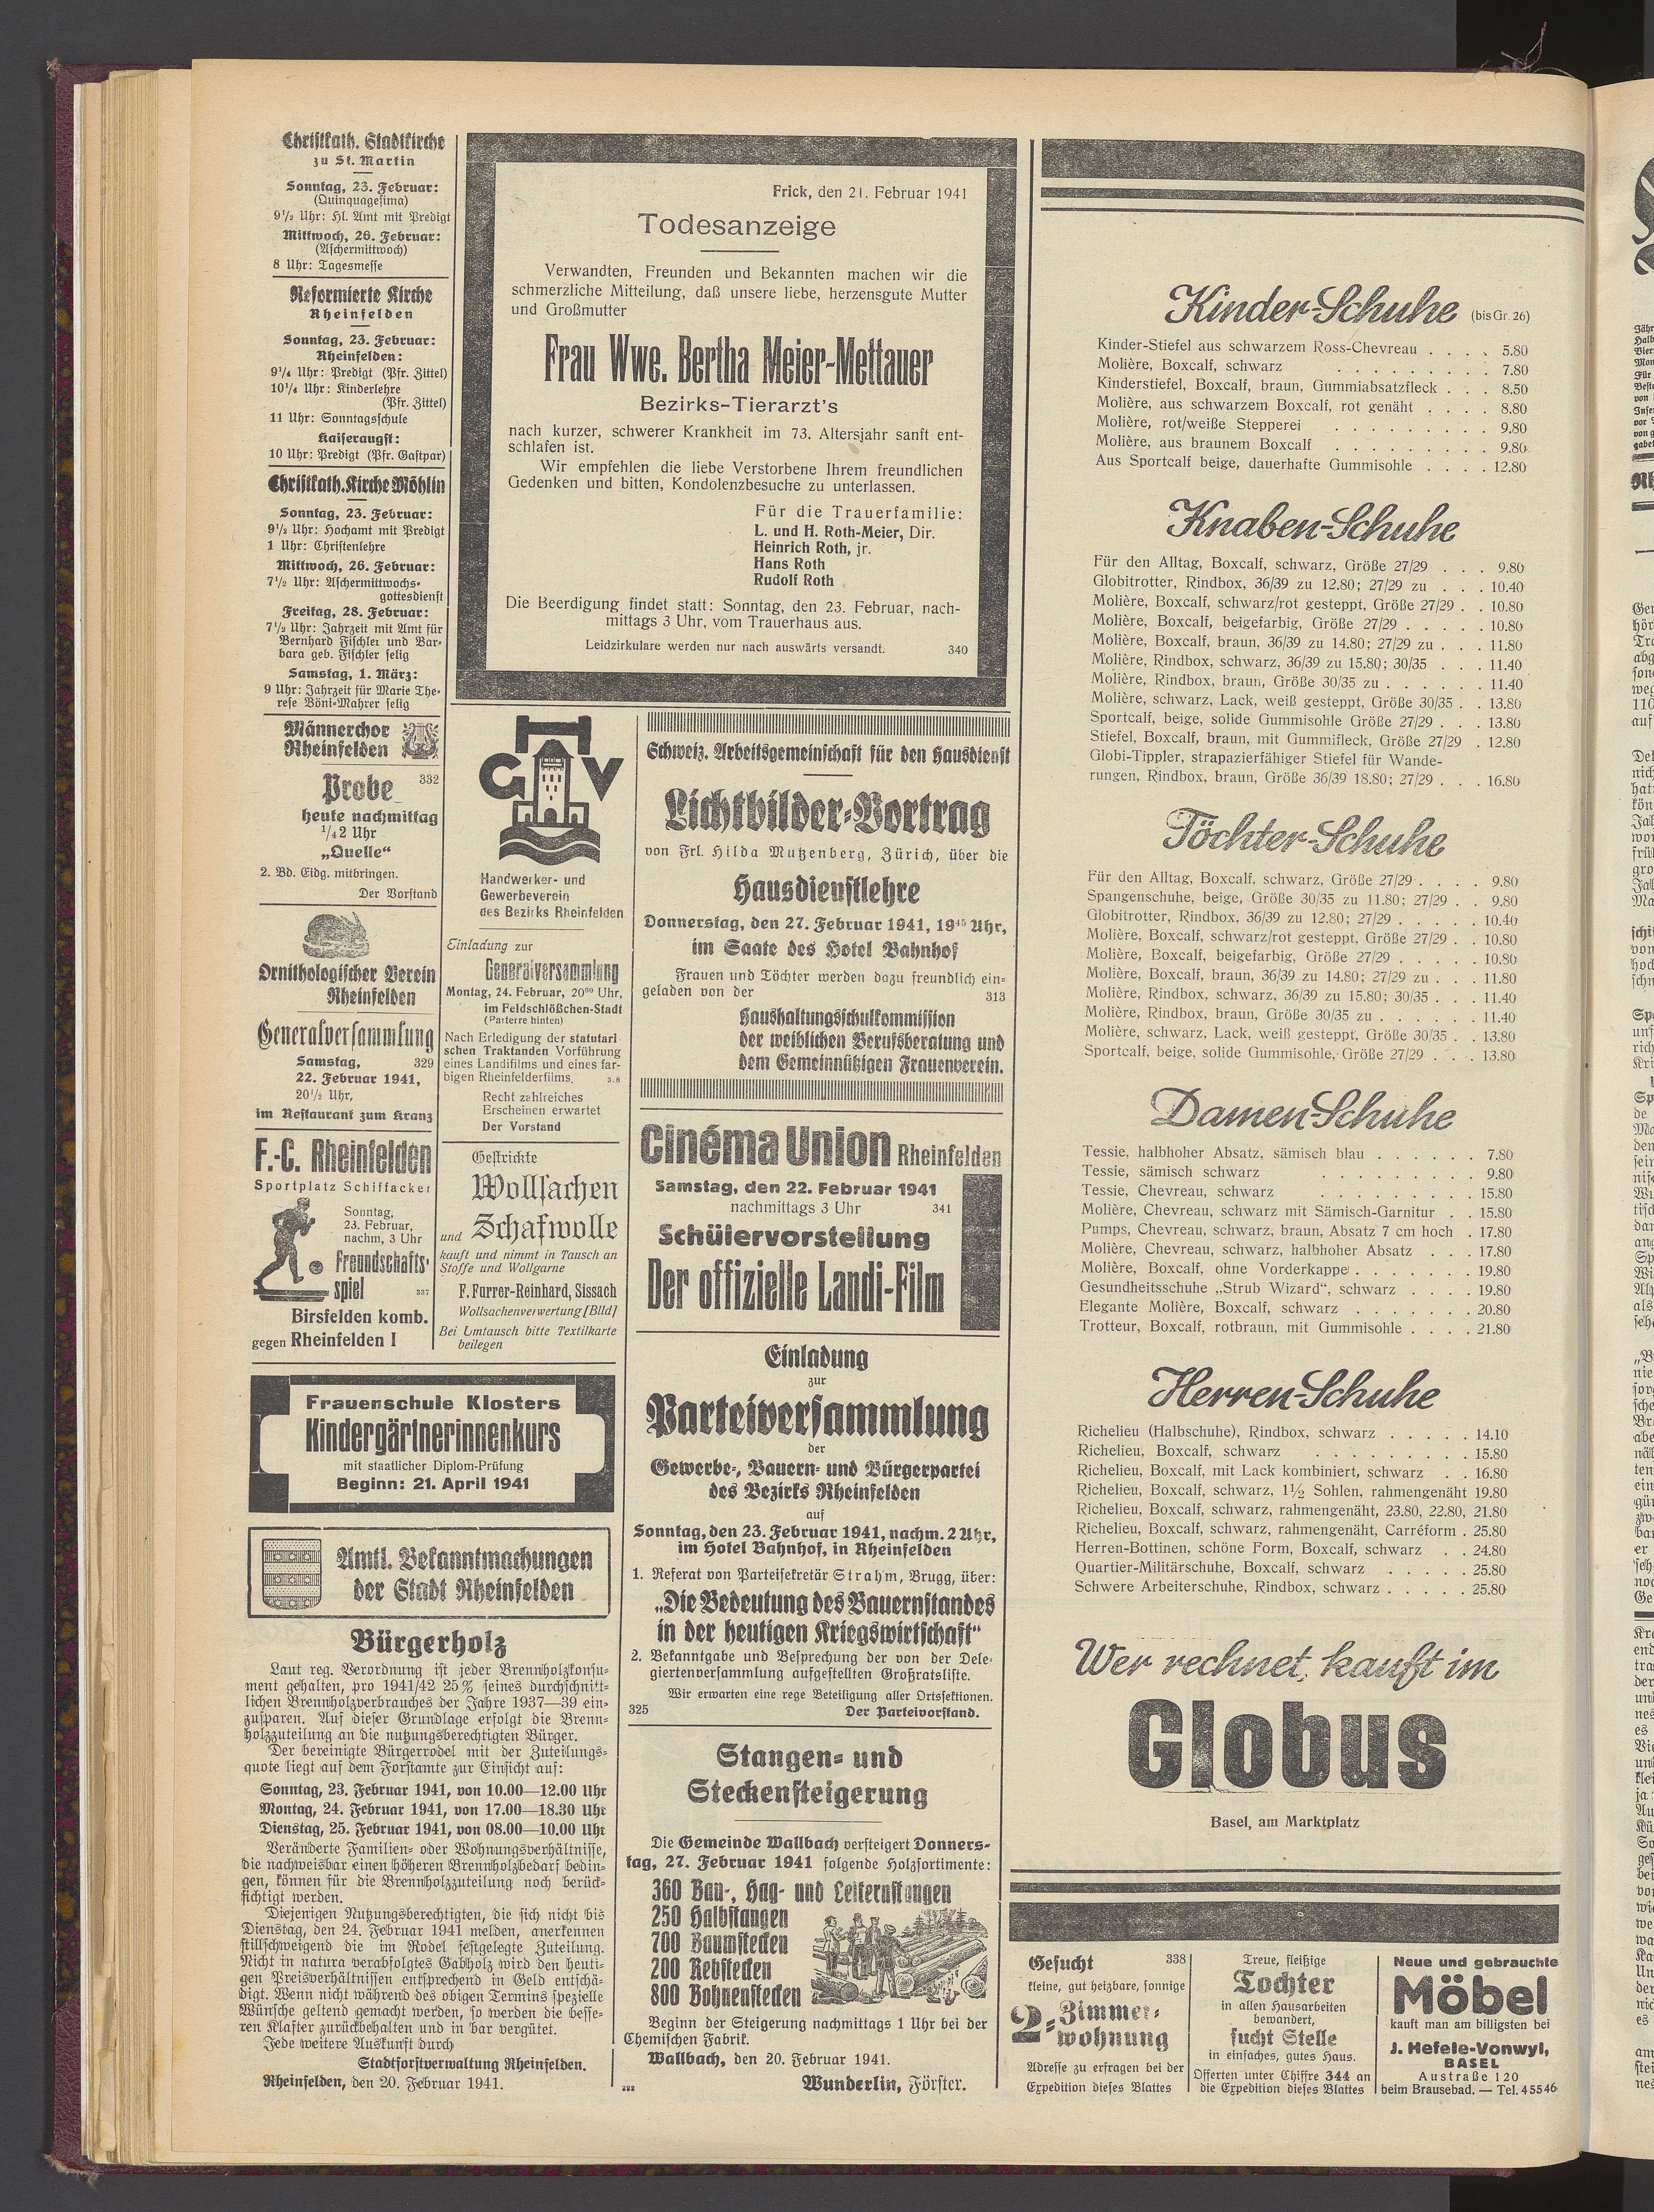 Christkath. Stadtkirche
zu St. Martin
Sonntag, 23. Februar:
(Quinquagesima)
9½ Uhr: Hl. Amt mit Predigt
Mittwoch, 26. Februar:
(Aschermittwoch)
8 Uhr: Tagesmesse
Reformierte Kirche
Rheinfelden
Sonntag, 23. Februar:
Rheinfelden:
9¼ Uhr: Predigt (Pfr. Zittel)
10¼ Uhr: Kinderlehre
(Pfr. Zittel)
11 Uhr: Sonntagsschule
Kaiseraugst:
10 Uhr: Predigt (Pfr. Gastpar)
Christkath. Kirche Möhlin
Sonntag, 23. Februar:
9½ Uhr: Hochamt mit Predigt
1 Uhr: Christenlehre
Mittwoch, 26. Februar:
7½ Uhr: Aschermittwochs-
gottesdienst
Freitag, 28. Februar:
7½ Uhr: Jahrzeit mit Amt für
Bernhard Fischler und Bar-
bara geb. Fischler selig
Samstag, 1. März:
9 Uhr: Jahrzeit für Marie The-
rese Böni-Mahrer selig
Männerchor
Rheinfelden
Probe 332
heute nachmittag
¼2 Uhr
„Quelle“
2. Bd. Eidg. mitbringen.
Der Vorstand
Ornithologischer Verein
Rheinfelden
Generalversammlung
Samstag, 329
22. Februar 1941,
20½ Uhr,
im Restaurant zum Kranz
F.-C. Rheinfelden
Sportplatz Schiffacker
Sonntag,
23. Februar,
nachm, 3 Uhr
Freundschafts-
spiel 337
Birsfelden komb.
gegen Rheinfelden I
Frick, den 21. Februar 1941
Todesanzeige
Verwandten, Freunden und Bekannten machen wir die
schmerzliche Mitteilung, daß unsere liebe, herzensgute Mutter
und Großmutter
Frau Wwe. Bertha Meier-Mettauer
Bezirks-Tierarzt's
nach kurzer, schwerer Krankheit im 73. Altersjahr sanft ent-
schlafen ist.
Wir empfehlen die liebe Verstorbene Ihrem freundlichen
Gedenken und bitten, Kondolenzbesuche zu unterlassen.
Für die Trauerfamilie:
L. und H. Roth-Meier, Dir.
Heinrich Roth, jr.
Hans Roth
Rudolf Roth
Die Beerdigung findet statt: Sonntag, den 23. Februar, nach-
mittags 3 Uhr, vom Trauerhaus aus.
Leidzirkulare werden nur nach auswärts versandt. 340
G V
Handwerker- und
Gewerbeverein
des Bezirks Rheinfelden
Einladung zur
Generalversammlung
Montag, 24. Februar, 20⁰⁰ Uhr,
im Feldschlößchen-Stadt
(Parterre hinten)
Nach Erledigung der statutari-
schen Traktanden Vorführung
eines Landifilms und eines far-
bigen Rheinfelderfilms.
Recht zahlreiches
Erscheinen erwartet
Der Vorstand
Gestrickte
Wollsachen
und Schafwolle
kauft und nimmt in Tausch an
Stoffe und Wollgarne
F. Furrer-Reinhard, Sissach
Wollsachenverwertung [Bild]
Bei Umtausch bitte Textilkarte
beilegen
Frauenschule Klosters
Kindergärtnerinnenkurs
mit staatlicher Diplom-Prüfung
Beginn: 21. April 1941
Amtl. Bekanntmachungen
der Stadt Rheinfelden
Bürgerholz
Laut reg. Verordnung ist jeder Brennholzkonsu-
ment gehalten, pro 1941/42 25 % seines durchschnitt-
lichen Brennholzverbrauches der Jahre 1937—39 ein-
zusparen. Auf dieser Grundlage erfolgt die Brenn-
holzzuteilung an die nutzungsberechtigten Bürger.
Der bereinigte Bürgerrodel mit der Zuteilungs-
quote liegt auf dem Forstamte zur Einsicht auf:
Sonntag, 23. Februar 1941, von 10.00—12.00 Uhr
Montag, 24. Februar 1941, von 17.00—18.30 Uhr
Dienstag, 25. Februar 1941, von 08.00—10.00 Uhr
Veränderte Familien- oder Wohnungsverhältnisse,
die nachweisbar einen höheren Brennholzbedarf bedin-
gen, können für die Brennholzzuteilung noch berück-
sichtigt werden.
Diejenigen Nutzungsberechtigten, die sich nicht bis
Dienstag, den 24. Februar 1941 melden, anerkennen
stillschweigend die im Rodel festgelegte Zuteilung.
Nicht in natura verabfolgtes Gabholz wird den heuti-
gen Preisverhältnissen entsprechend in Geld entschä-
digt. Wenn nicht während des obigen Termins spezielle
Wünsche geltend gemacht werden, so werden die besse-
ren Klafter zurückbehalten und in bar vergütet.
Jede weitere Auskunft durch
Stadtforstverwaltung Rheinfelden.
Rheinfelden, den 20. Februar 1941.
Schweiz. Arbeitsgemeinschaft für den Hausdienst
Lichtbilder-Vortrag
von Frl. Hilda Mutzenberg, Zürich, über die
Hausdienstlehre
Donnerstag, den 27. Februar 1941, 19⁴⁵ Uhr,
im Saale des Hotel Bahnhof
Frauen und Töchter werden dazu freundlich ein-
geladen von der 313
Haushaltungsschulkommission
der weiblichen Berufsberatung und
dem Gemeinnützigen Frauenverein.
Cinéma Union Rheinfelden
Samstag, den 22. Februar 1941
nachmittags 3 Uhr 341
Schülervorstellung
Der offizielle Landi-Film
Einladung
zur
Parteiversammlung
der
Gewerbe-, Bauern- und Bürgerpartei
des Bezirks Rheinfelden
auf
Sonntag, den 23. Februar 1941, nachm. 2 Uhr,
im Hotel Bahnhof, in Rheinfelden
1. Referat von Parteisekretär Strahm, Brugg, über:
„Die Bedeutung des Bauernstandes
in der heutigen Kriegswirtschaft“
2. Bekanntgabe und Besprechung der von der Dele-
giertenversammlung aufgestellten Großratsliste.
Wir erwarten eine rege Beteiligung aller Ortssektionen.
325 Der Parteivorstand.
Stangen- und
Steckensteigerung
Die Gemeinde Wallbach versteigert Donners-
tag, 27. Februar 1941 folgende Holzsortimente:
360 Bau-, Hag- und Leiternstangen
250 Halbstangen
700 Baumstecken
200 Rebstecken
800 Bohnenstecken
Beginn der Steigerung nachmittags 1 Uhr bei der
Chemischen Fabrik.
Wallbach, den 20. Februar 1941.
Wunderlin, Förster.
Kinder-Schuhe (bis Gr. 26)
Kinder-Stiefel aus schwarzem Ross-Chevreau . . . . 5.80
Molière, Boxcalf, schwarz . . . . . . . . . 7.80
Kinderstiefel, Boxcalf, braun, Gummiabsatzfleck . . . 8.50
Molière, aus schwarzem Boxcalf, rot genäht . . . . 8.80
Molière, rot/weiße Stepperei . . . . . . . . . 9.80
Molière, aus braunem Boxcalf . . . . . . . . . 9.80
Aus Sportcalf beige, dauerhafte Gummisohle . . . . 12.80
Knaben-Schuhe
Für den Alltag, Boxcalf, schwarz, Größe 27/29 . . . 9.80
Globitrotter, Rindbox, 36/39 zu 12.80; 27/29 zu . . . 10.40
Molière, Boxcalf, schwarz/rot gesteppt, Größe 27/29 . . 10.80
Molière, Boxcalf, beigefarbig, Größe 27/29 . . . . . 10.80
Molière, Boxcalf, braun, 36/39 zu 14.80; 27/29 zu . . . 11.80
Molière, Rindbox, schwarz, 36/39 zu 15.80; 30/35 . . . 11.40
Molière, Rindbox, braun, Größe 30/35 zu . . . . . . 11.40
Molière, schwarz, Lack, weiß gesteppt, Größe 30/35 . . 13.80
Sportcalf, beige, solide Gummisohle Größe 27/29 . . . 13.80
Stiefel, Boxcalf, braun, mit Gummifleck, Größe 27/29 . 12.80
Globi-Tippler, strapazierfähiger Stiefel für Wande-
rungen, Rindbox, braun, Größe 36/39 18.80; 27/29 . . . 16.80
Töchter-Schuhe
Für den Alltag, Boxcalf, schwarz, Größe 27/29 . . . . 9.80
Spangenschuhe, beige, Größe 30/35 zu 11.80; 27/29 . . 9.80
Globitrotter, Rindbox, 36/39 zu 12.80; 27/29 . . . . . 10.40
Molière, Boxcalf, schwarz/rot gesteppt, Größe 27/29 . . 10.80
Molière, Boxcalf, beigefarbig, Größe 27/29 . . . . . 10.80
Molière, Boxcalf, braun, 36/39 zu 14.80; 27/29 zu . . . 11.80
Molière, Rindbox, schwarz, 36/39 zu 15.80; 30/35 . . . 11.40
Molière, Rindbox, braun, Größe 30/35 zu . . . . . . 11.40
Molière, schwarz, Lack, weiß gesteppt, Größe 30/35 . . 13.80
Sportcalf, beige, solide Gummisohle, Größe 27/29 . . . 13.80
Damen-Schuhe
Tessie, halbhoher Absatz, sämisch blau . . . . . . 7.80
Tessie, sämisch schwarz . . . . . . . . . 9.80
Tessie, Chevreau, schwarz . . . . . . . . . 15.80
Molière, Chevreau, schwarz mit Sämisch-Garnitur . . 15.80
Pumps, Chevreau, schwarz, braun, Absatz 7 cm hoch . 17.80
Molière, Chevreau, schwarz, halbhoher Absatz . . . 17.80
Molière, Boxcalf, ohne Vorderkappe . . . . . . . 19.80
Gesundheitsschuhe „Strub Wizard“, schwarz . . . . 19.80
Elegante Molière, Boxcalf, schwarz . . . . . . . 20.80
Trotteur, Boxcalf, rotbraun, mit Gummisohle . . . . 21.80
Herren-Schuhe
Richelieu (Halbschuhe), Rindbox, schwarz . . . . . 14.10
Richelieu, Boxcalf, schwarz . . . . . . . . 15.80
Richelieu, Boxcalf, mit Lack kombiniert, schwarz . . 16.80
Richelieu, Boxcalf, schwarz, 1½ Sohlen, rahmengenäht 19.80
Richelieu, Boxcalf, schwarz, rahmengenäht, 23.80, 22.80, 21.80
Richelieu, Boxcalf, schwarz, rahmengenäht, Carréform . 25.80
Herren-Bottinen, schöne Form, Boxcalf, schwarz . . 24.80
Quartier-Militärschuhe, Boxcalf, schwarz . . . . . 25.80
Schwere Arbeiterschuhe, Rindbox, schwarz . . . . . 25.80
Wer rechnet, kauft im
Globus
Basel, am Marktplatz
Gesucht 338
kleine, gut heizbare, sonnige
2-Zimmer-
wohnung
Adresse zu erfragen bei der
Expedition dieses Blattes
Treue, fleißige
Tochter
in allen Hausarbeiten
bewandert,
sucht Stelle
in einfaches, gutes Haus.
Offerten unter Chiffre 344 an
die Expedition dieses Blattes
Neue und gebrauchte
Möbel
kauft man am billigsten bei
J. Hefele-Vonwyl,
BASEL
Austraße 120
beim Brausebad. — Tel. 45546